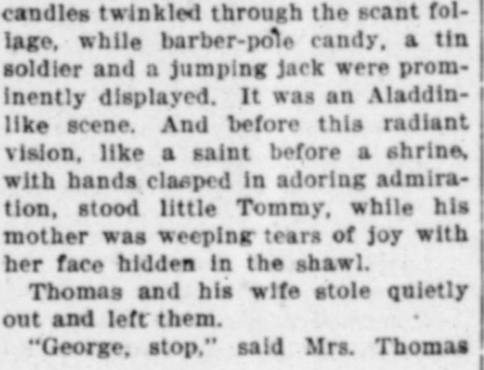 candles twinkled through the scant fol-
iage, while barber-pole candy, a tin
soldier and a jumping jack were prom-
inently displayed. It was an Aladdin-
like scene. And before this radiant
vision, like a saint before a shrine,
with hands clasped in adoring admira-
tion, stood little Tommy, while his
mother was weeping tears of joy with
her face hidden in the shawl.
Thomas and his wife stole quietly
out and left them.
"George, stop," said Mrs. Thomas